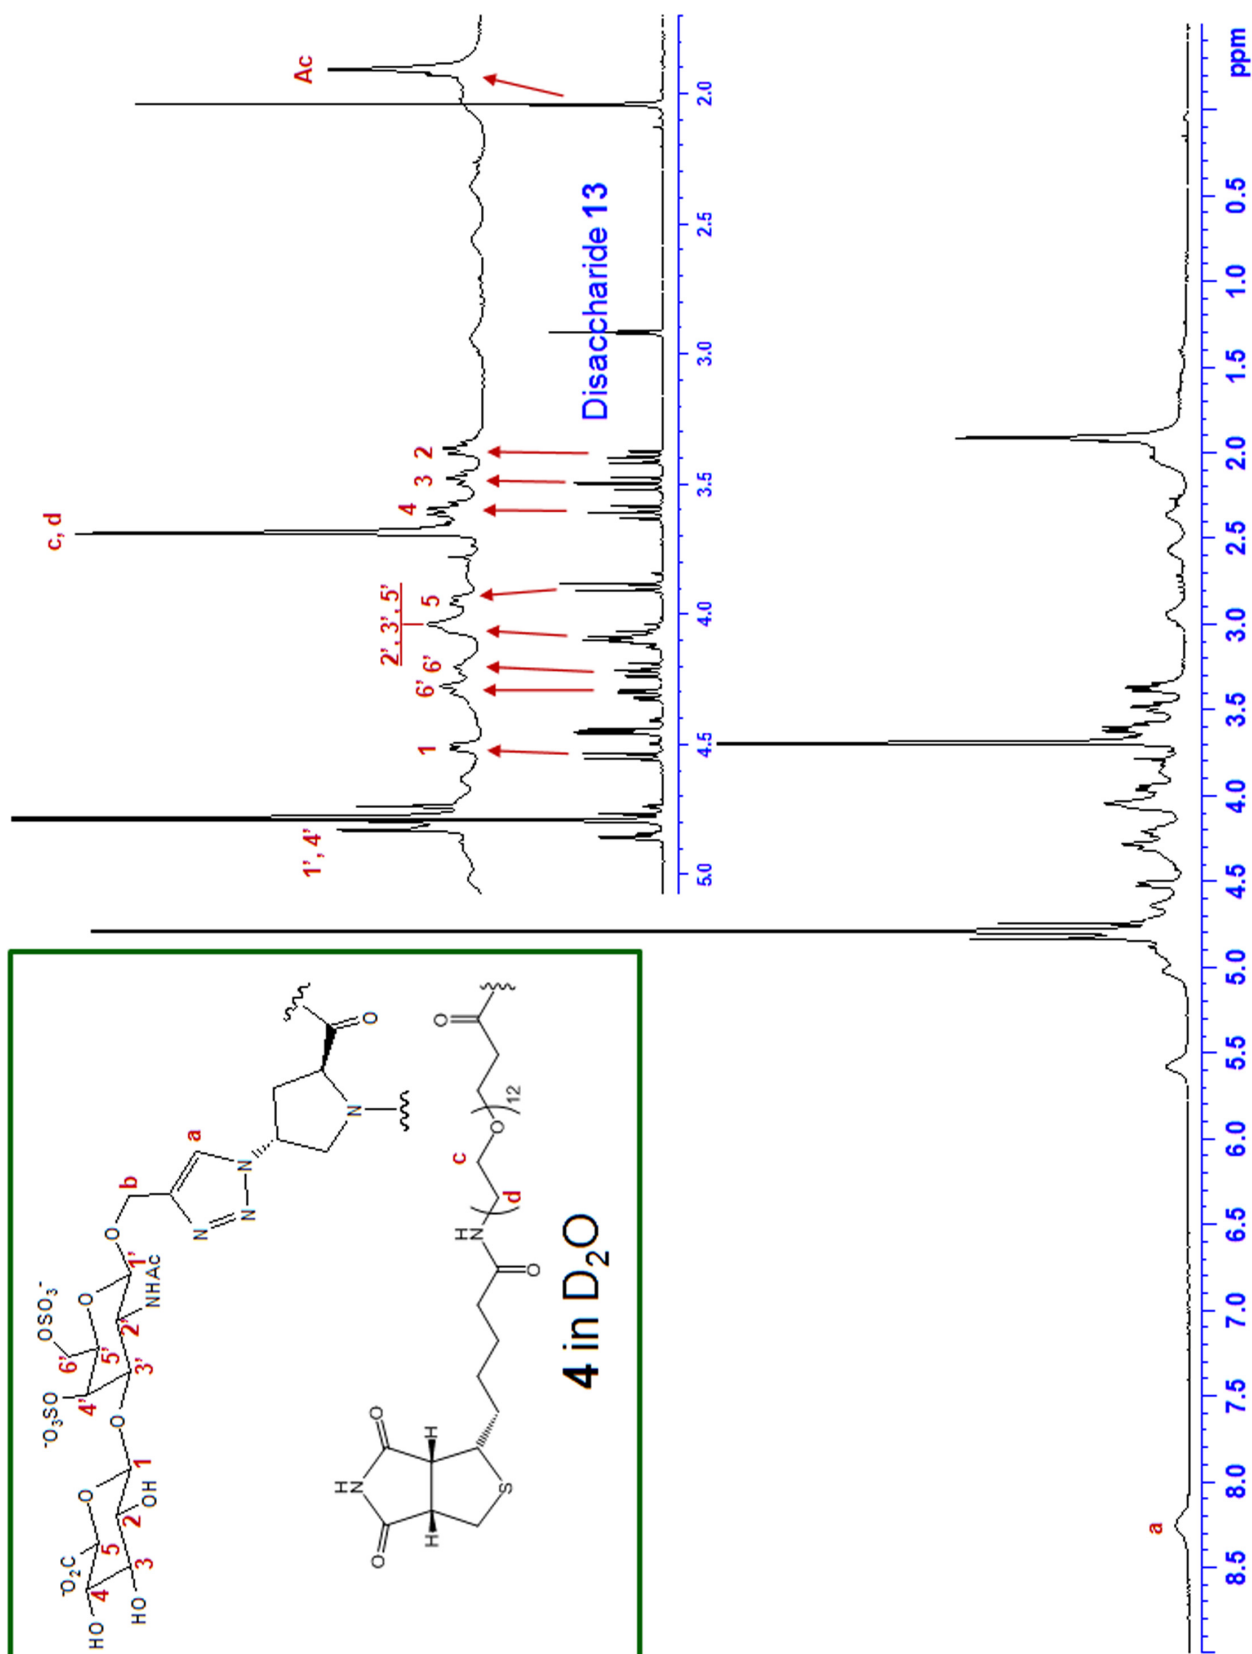 Ac
c, d
2', 3', 5'
1', 4'
1
6'
6'
5
4
3
2
5.0
4.5
4.0
3.5
3.0
2.5
2.0
Disaccharide 13
OSO3-
-O3SO
6'
5'
4'
O
O
1'
2'
3'
NHAc
O
-O2C
O
O
HO
HO
4
5
3
2
OH
1
b
a
N
N
N
N
O
O
12
O
c
d
HN
O
O
HN
O
H
H
S
4 in D2O
a
8.5
8.0
7.5
7.0
6.5
6.0
5.5
5.0
4.5
4.0
3.5
3.0
2.5
2.0
1.5
1.0
0.5
ppm